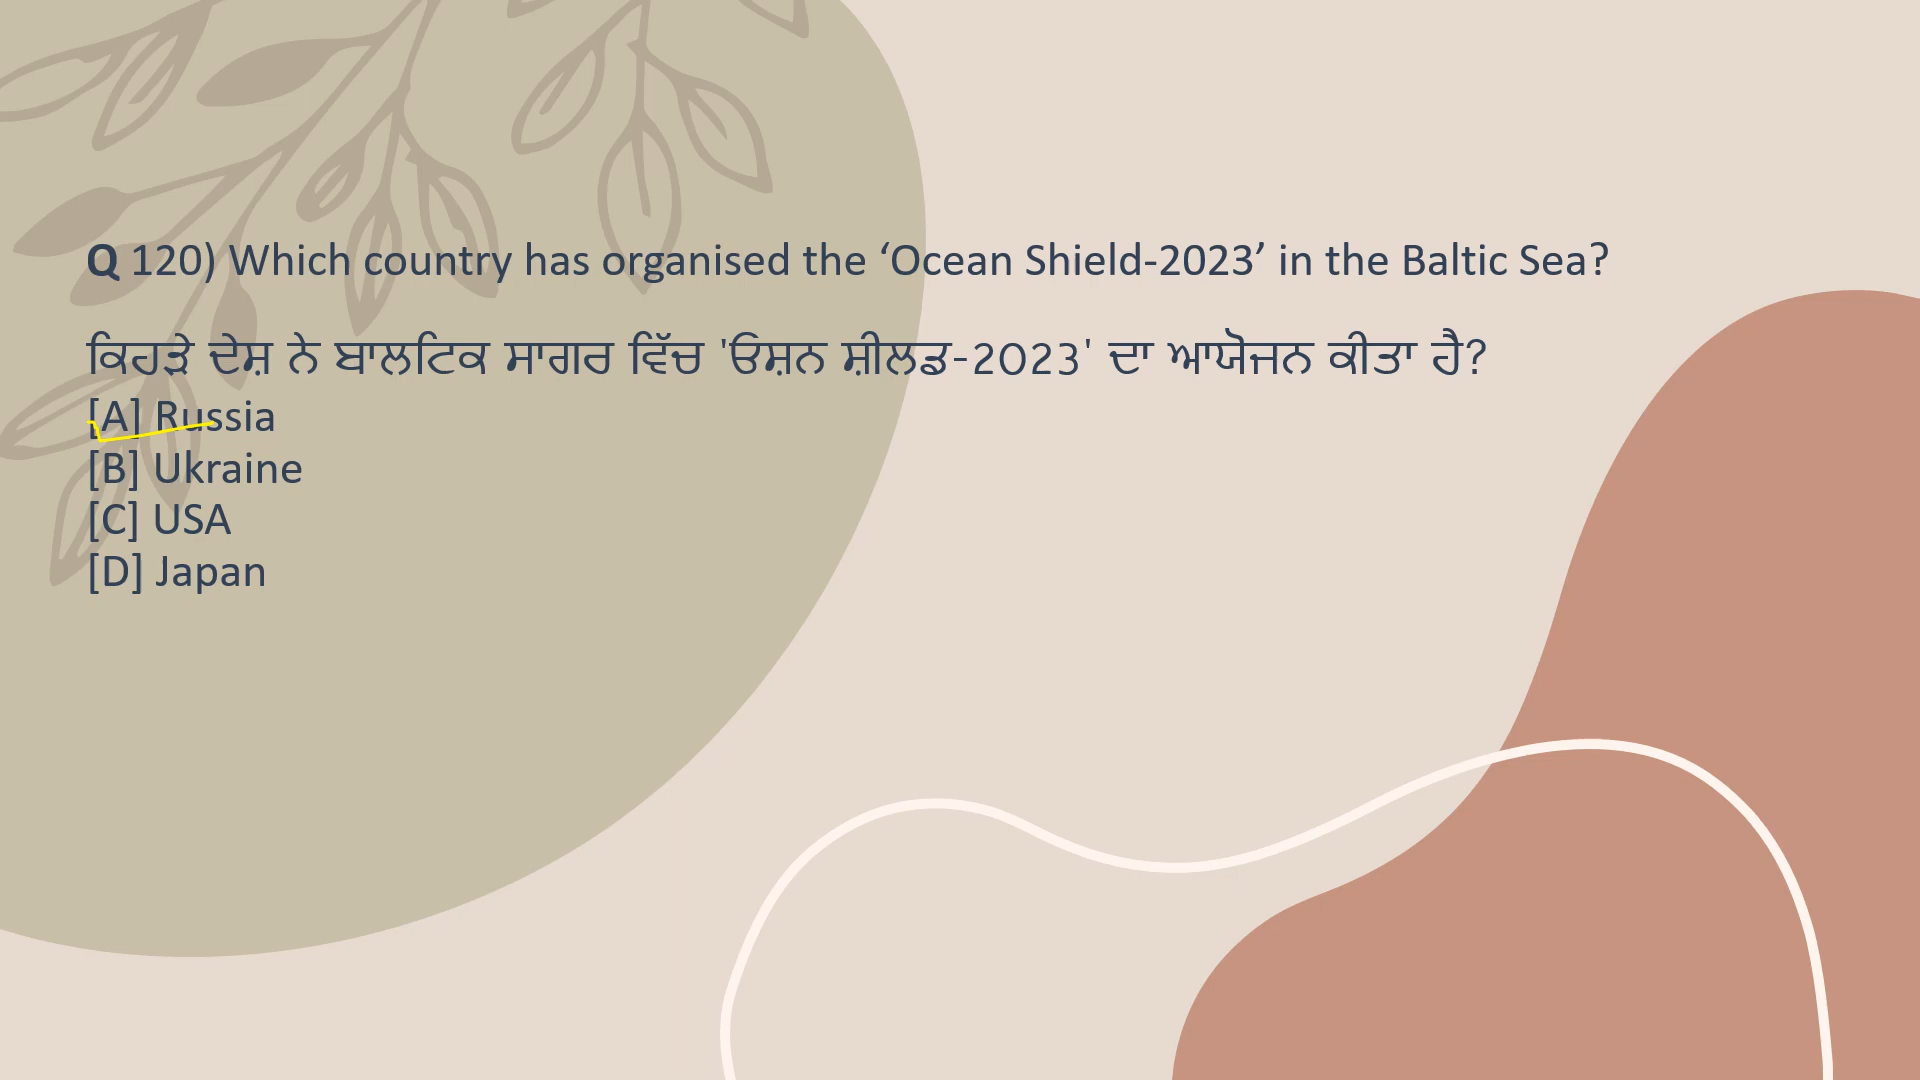 Q 120) Which country has organised the ‘Ocean Shield-2023’ in the Baltic Sea?
ਕਿਹੜੇ ਦੇਸ਼ ਨੇ ਬਾਲਟਿਕ ਸਾਗਰ ਵਿੱਚ 'ਓਸ਼ਨ ਸ਼ੀਲਡ-2023' ਦਾ ਆਯੋਜਨ ਕੀਤਾ ਹੈ?
[A] Russia
[B] Ukraine
[C] USA
[D] Japan